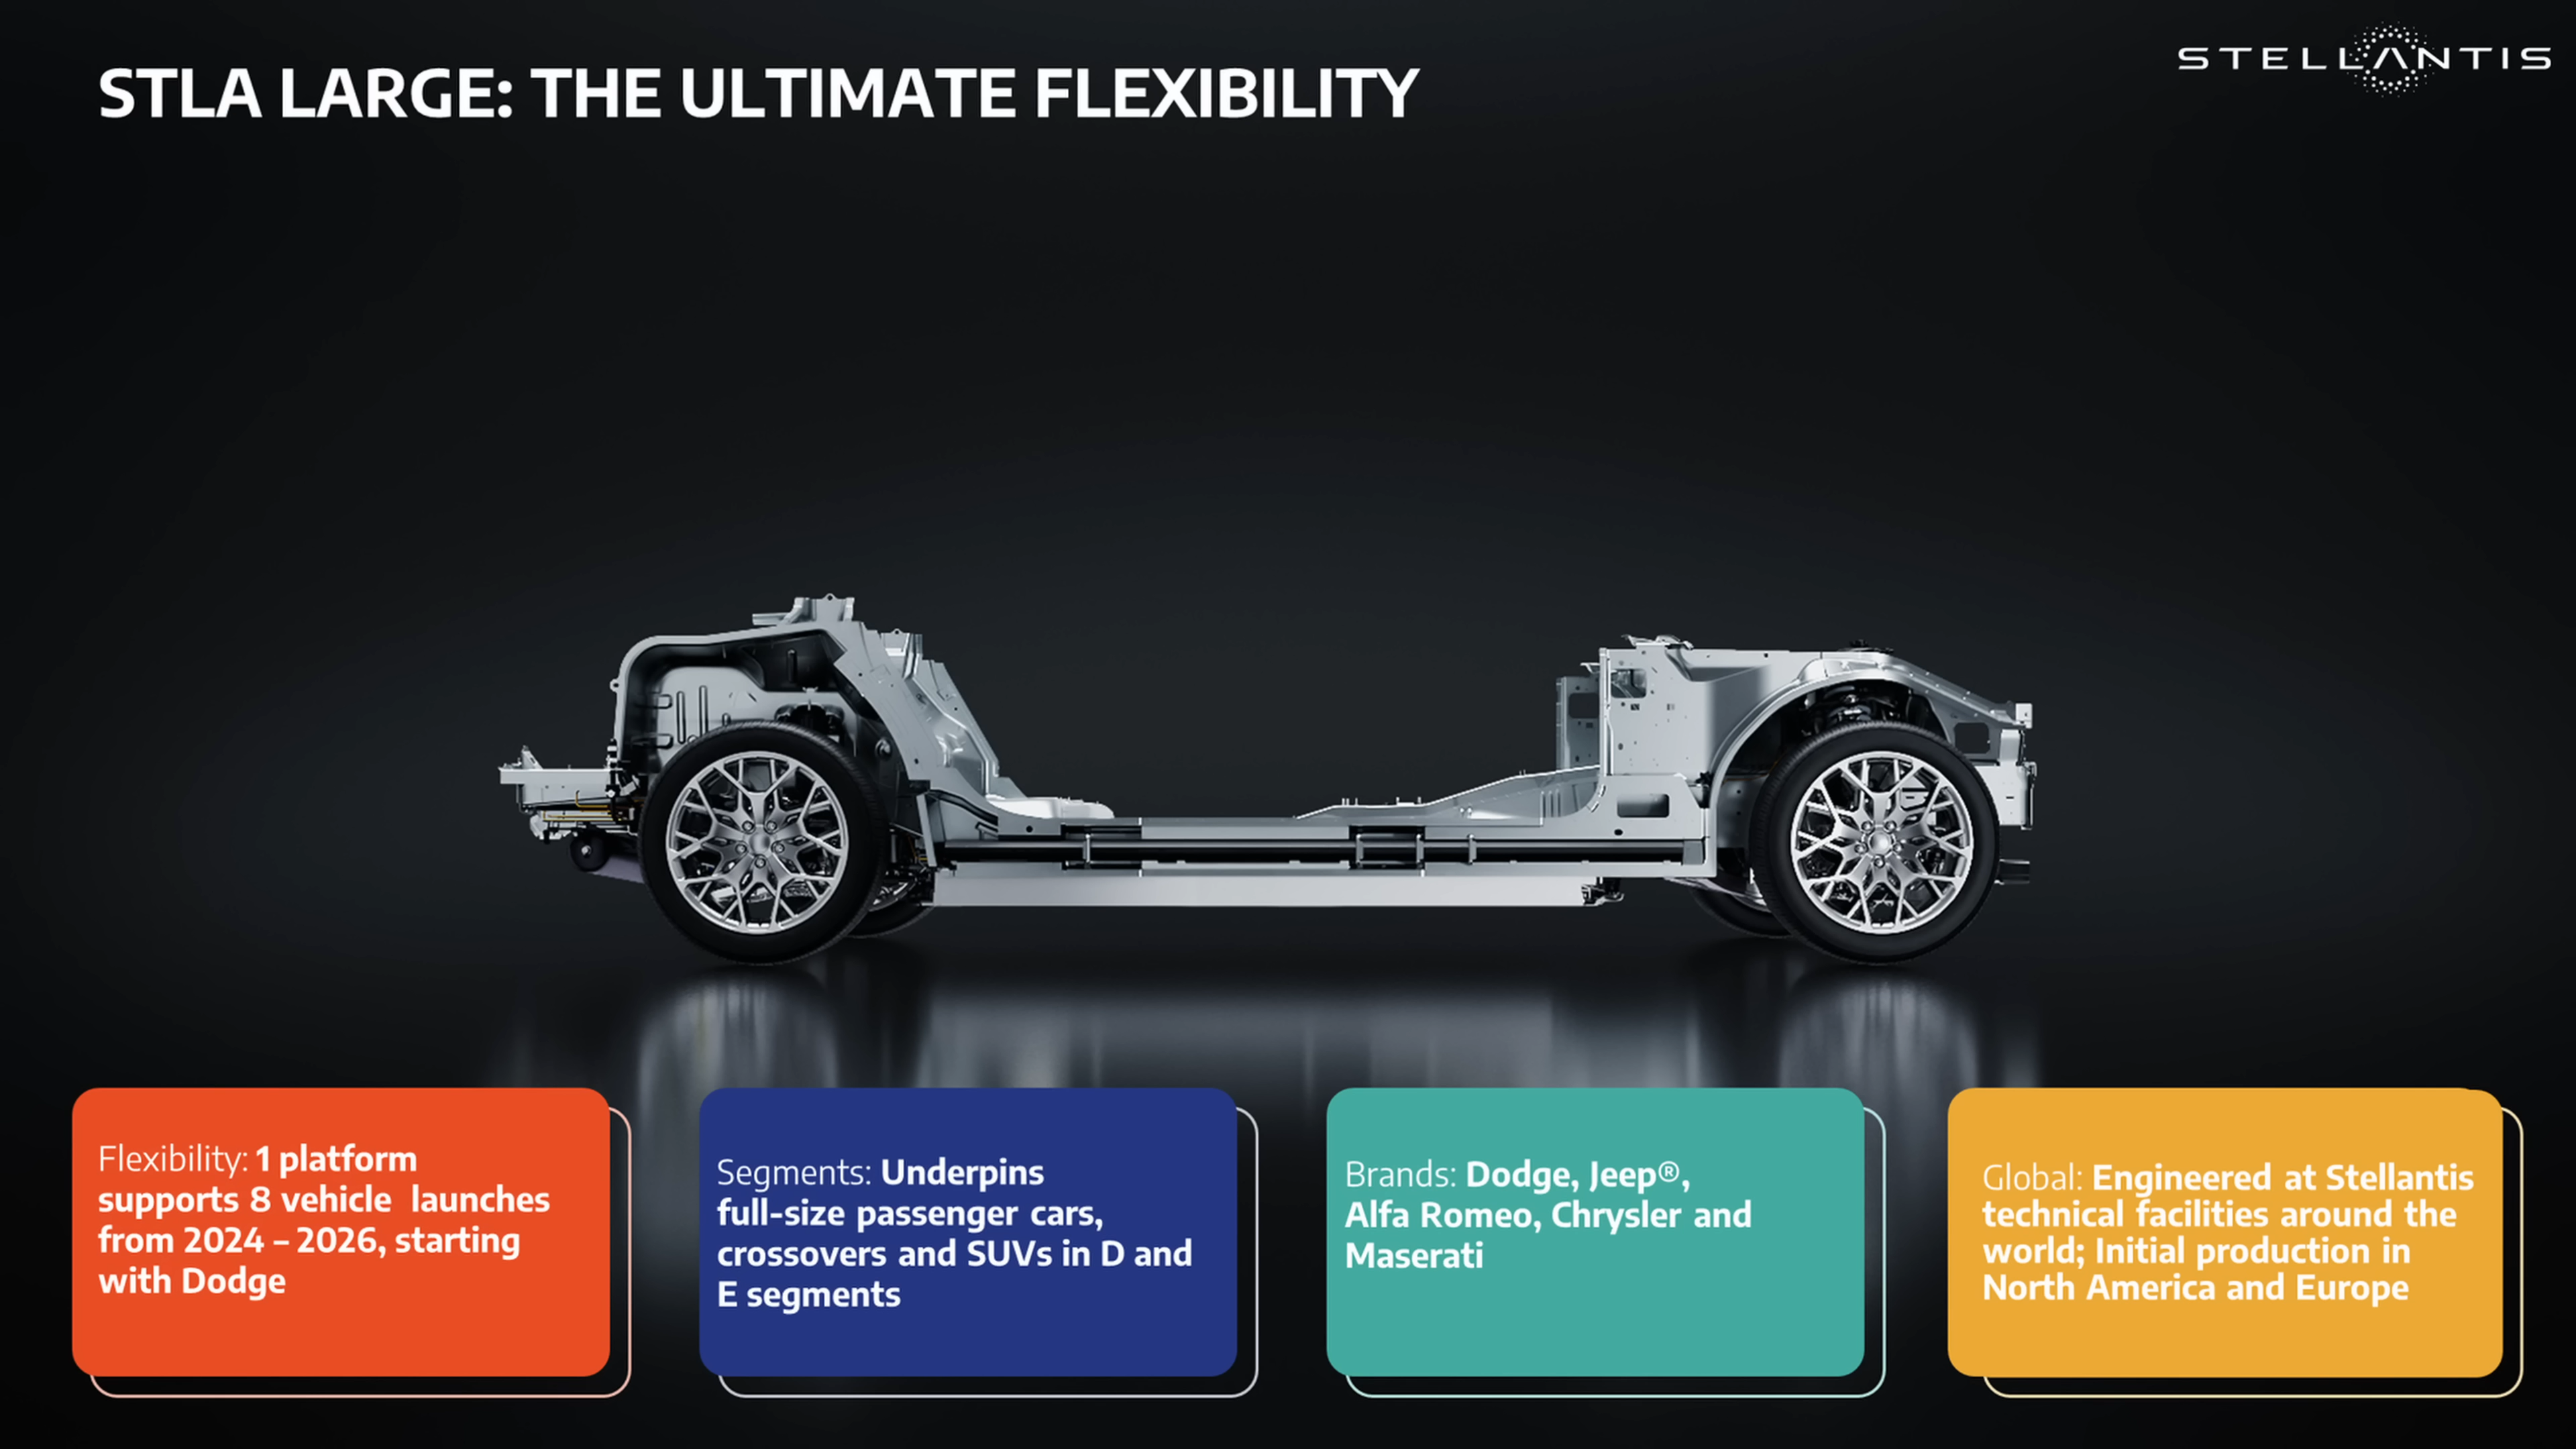 STLA LARGE: THE ULTIMATE FLEXIBILITY
STELLANTIS
Flexibility: 1 platform
supports 8 vehicle launches
from 2024 – 2026, starting
with Dodge
Segments: Underpins
full-size passenger cars,
crossovers and SUVs in D and
E segments
Brands: Dodge, Jeep®,
Alfa Romeo, Chrysler and
Maserati
Global: Engineered at Stellantis
technical facilities around the
world; Initial production in
North America and Europe